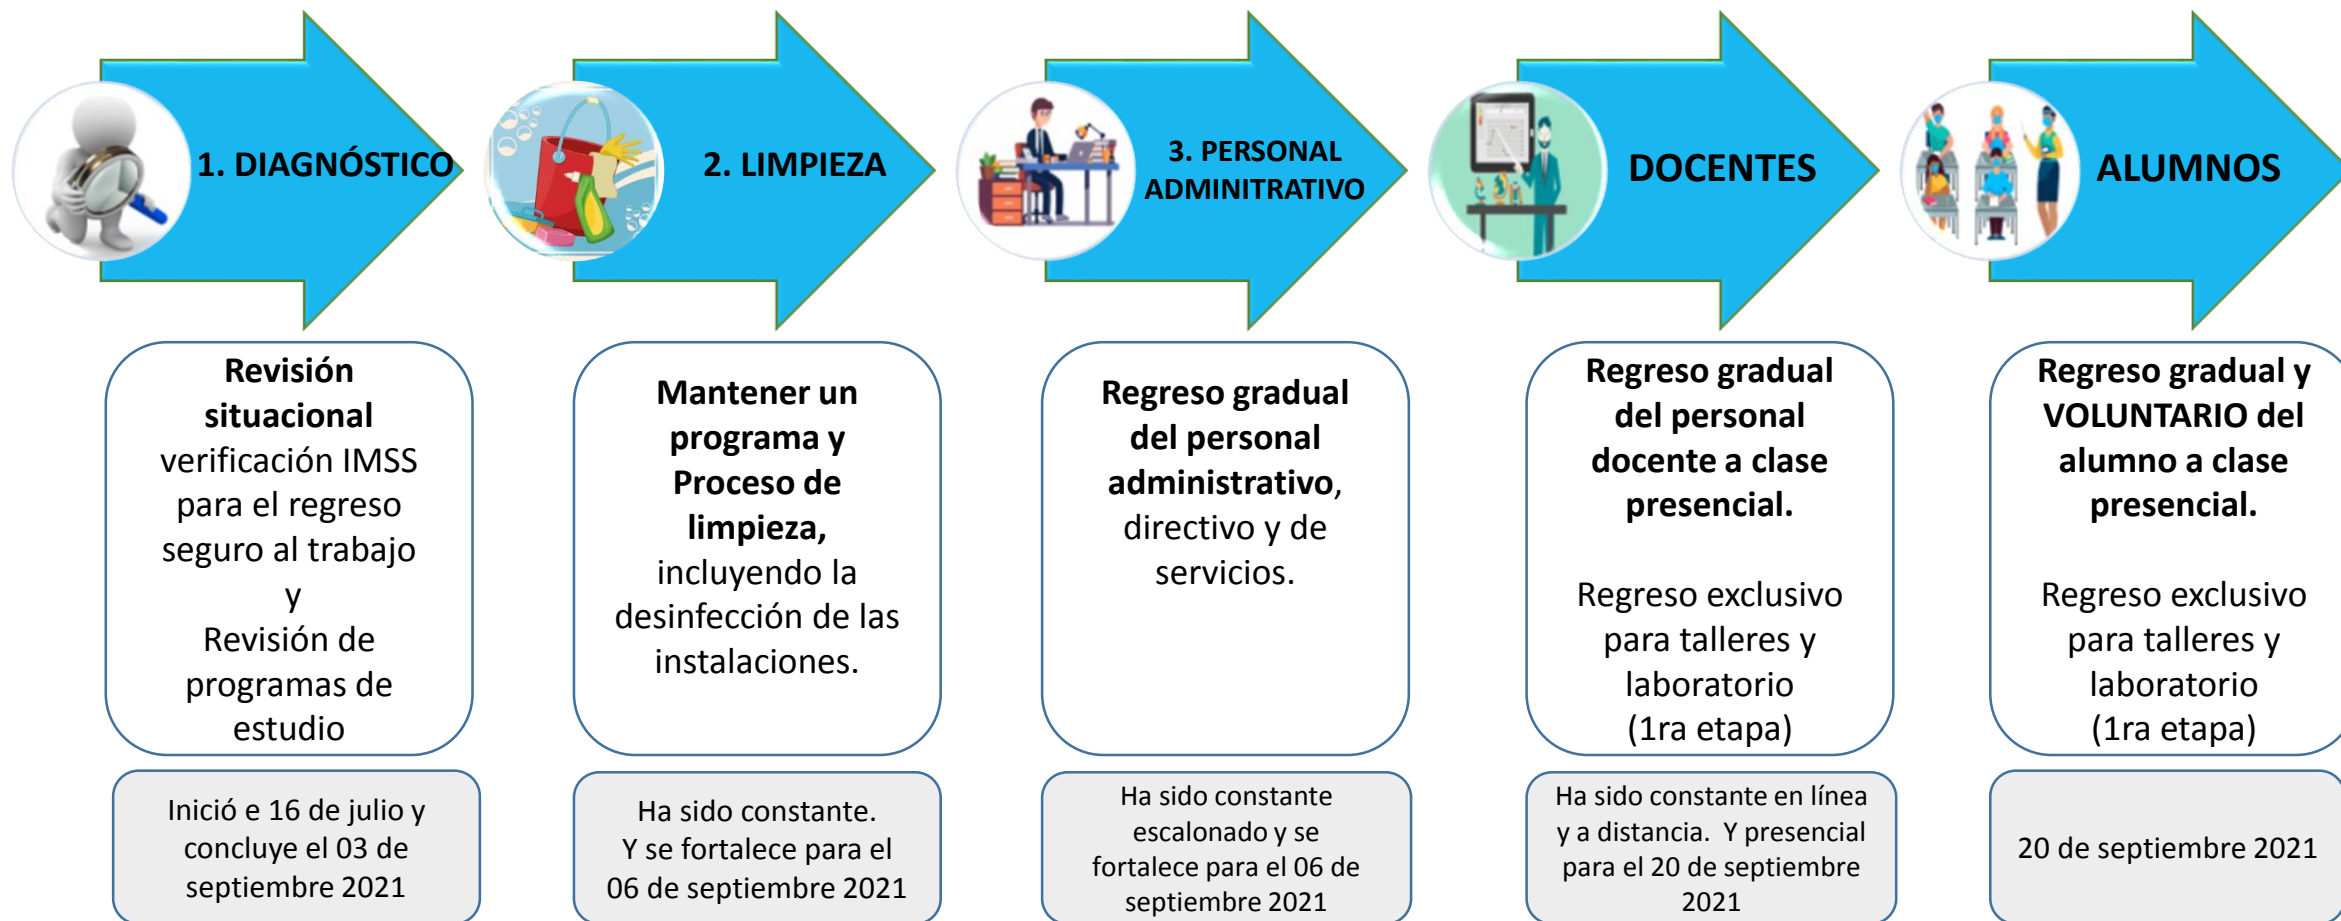 1. DIAGNÓSTICO
2. LIMPIEZA
3. PERSONAL
ADMINITRATIVO
DOCENTES
ALUMNOS
Revisión
situacional
verificación IMSS
para el regreso
seguro al trabajo
y
Revisión de
programas de
estudio
Mantener un
programa y
Proceso de
limpieza,
incluyendo la
desinfección de las
instalaciones.
Regreso gradual
del personal
administrativo,
directivo y de
servicios.
Regreso gradual
del personal
docente a clase
presencial.
Regreso exclusivo
para talleres y
laboratorio
(1ra etapa)
Regreso gradual y
VOLUNTARIO del
alumno a clase
presencial.
Regreso exclusivo
para talleres y
laboratorio
(1ra etapa)
Inició e 16 de julio y
concluye el 03 de
septiembre 2021
Ha sido constante.
Y se fortalece para el
06 de septiembre 2021
Ha sido constante
escalonado y se
fortalece para el 06 de
septiembre 2021
Ha sido constante en línea
y a distancia. Y presencial
para el 20 de septiembre
2021
20 de septiembre 2021